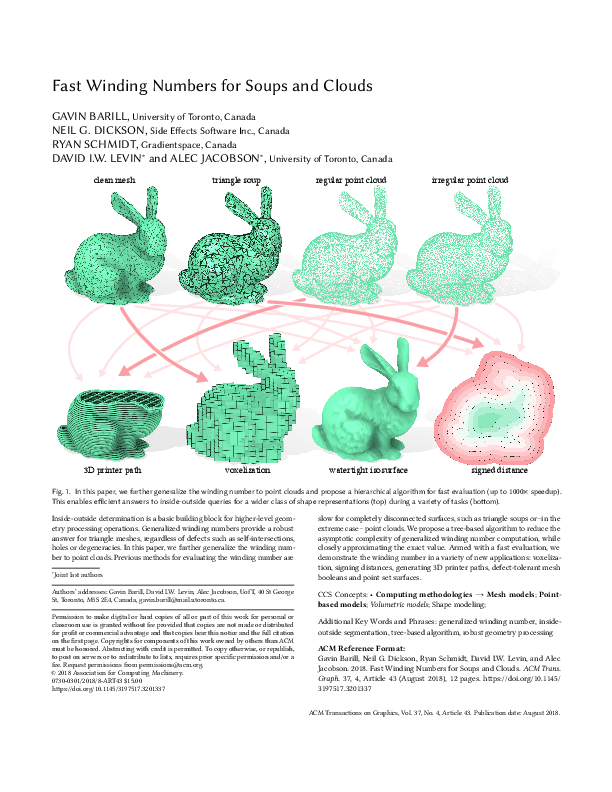 Fast Winding Numbers for Soups and Clouds
GAVIN BARILL, University of Toronto, Canada
NEIL G. DICKSON, Side Effects Software Inc., Canada
RYAN SCHMIDT, Gradientspace, Canada
DAVID I.W. LEVIN* and ALEC JACOBSON*, University of Toronto, Canada
clean mesh triangle soup regular point cloud irregular point cloud
3D printer path voxelization watertight isosurface signed distance
Fig. 1. In this paper, we further generalize the winding number to point clouds and propose a hierarchical algorithm for fast evaluation (up to 1000× speedup).
This enables efficient answers to inside-outside queries for a wider class of shape representations (top) during a variety of tasks (bottom).
Inside-outside determination is a basic building block for higher-level geom-
etry processing operations. Generalized winding numbers provide a robust
answer for triangle meshes, regardless of defects such as self-intersections,
holes or degeneracies. In this paper, we further generalize the winding num-
ber to point clouds. Previous methods for evaluating the winding number are
*Joint last authors
Authors' addresses: Gavin Barill, David I.W. Levin, Alec Jacobson, UofT, 40 St George
St, Toronto, M5S 2E4, Canada, gavin.barill@mail.utoronto.ca.
Permission to make digital or hard copies of all or part of this work for personal or
classroom use is granted without fee provided that copies are not made or distributed
for profit or commercial advantage and that copies bear this notice and the full citation
on the first page. Copyrights for components of this work owned by others than ACM
must be honored. Abstracting with credit is permitted. To copy otherwise, or republish,
to post on servers or to redistribute to lists, requires prior specific permission and/or a
fee. Request permissions from permissions@acm.org.
© 2018 Association for Computing Machinery.
0730-0301/2018/8-ART43 $15.00
https://doi.org/10.1145/3197517.3201337
slow for completely disconnected surfaces, such as triangle soups or–in the
extreme case– point clouds. We propose a tree-based algorithm to reduce the
asymptotic complexity of generalized winding number computation, while
closely approximating the exact value. Armed with a fast evaluation, we
demonstrate the winding number in a variety of new applications: voxeliza-
tion, signing distances, generating 3D printer paths, defect-tolerant mesh
booleans and point set surfaces.
CCS Concepts: • Computing methodologies → Mesh models; Point-
based models; Volumetric models; Shape modeling;
Additional Key Words and Phrases: generalized winding number, inside-
outside segmentation, tree-based algorithm, robust geometry processing
ACM Reference Format:
Gavin Barill, Neil G. Dickson, Ryan Schmidt, David I.W. Levin, and Alec
Jacobson. 2018. Fast Winding Numbers for Soups and Clouds. ACM Trans.
Graph. 37, 4, Article 43 (August 2018), 12 pages. https://doi.org/10.1145/
3197517.3201337
ACM Transactions on Graphics, Vol. 37, No. 4, Article 43. Publication date: August 2018.